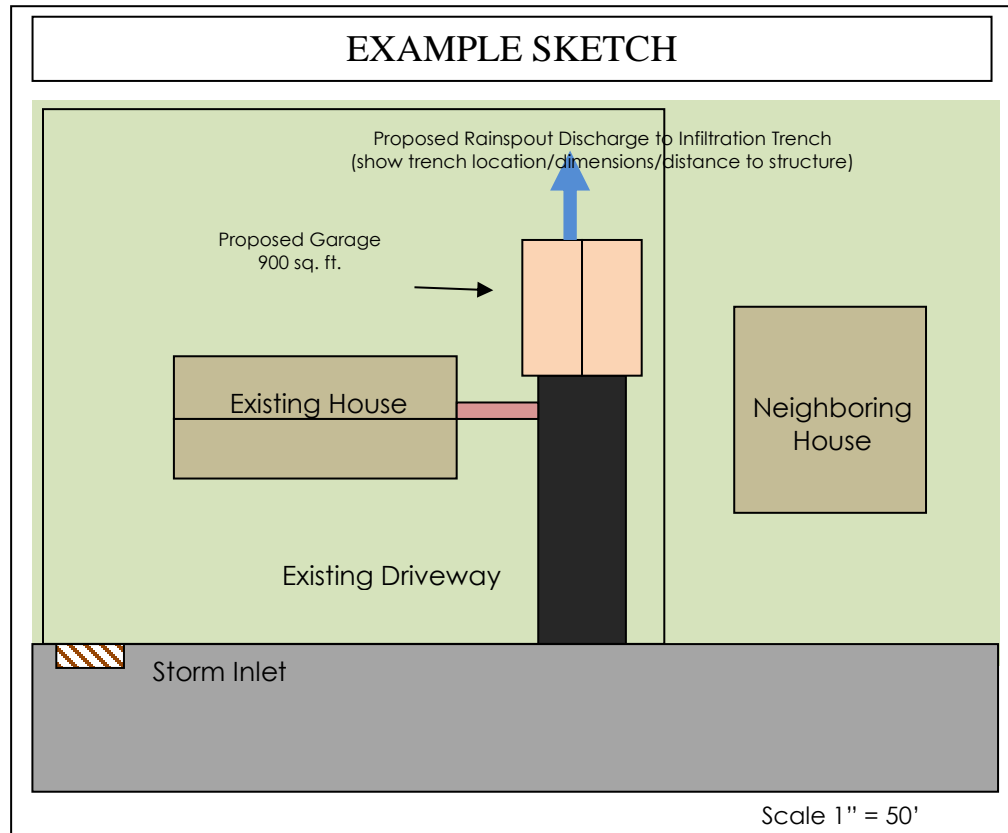 EXAMPLE SKETCH
Proposed Rainspout Discharge to Infiltration Trench
(show trench location/dimensions/distance to structure)
Proposed Garage
900 sq. ft.
Existing House
Neighboring
House
Existing Driveway
Storm Inlet
Scale 1” = 50’